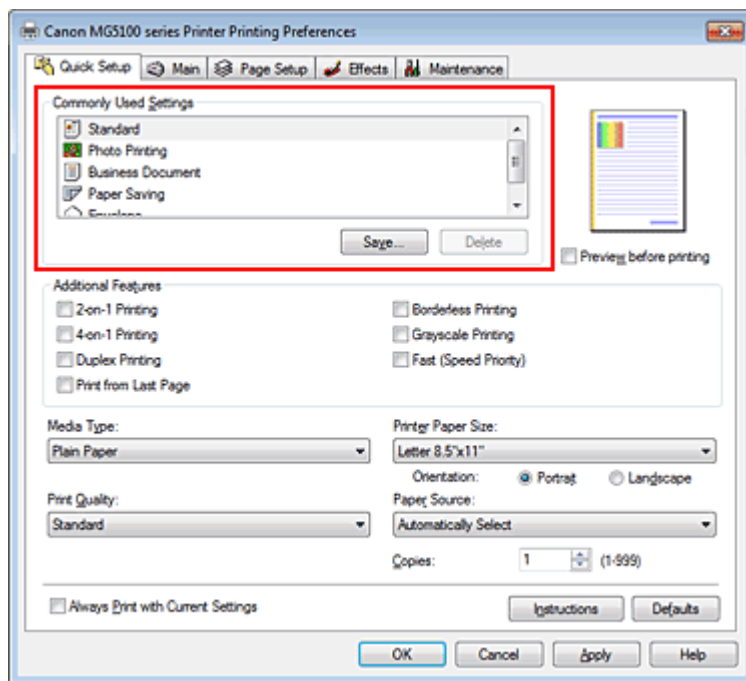 Canon MG5100 series Printer Printing Preferences
Quick Setup Main Page Setup Effects Maintenance
Commonly Used Settings
Standard
Photo Printing
Business Document
Paper Saving
Envelope
Save... Delete
Preview before printing
Additional Features
2-on-1 Printing
4-on-1 Printing
Duplex Printing
Print from Last Page
Borderless Printing
Grayscale Printing
Fast (Speed Priority)
Media Type:
Plain Paper
Printer Paper Size:
Letter 8.5"x11"
Orientation: Portrait Landscape
Print Quality:
Standard
Paper Source:
Automatically Select
Copies: 1 (1-999)
Always Print with Current Settings
Instructions Defaults
OK Cancel Apply Help